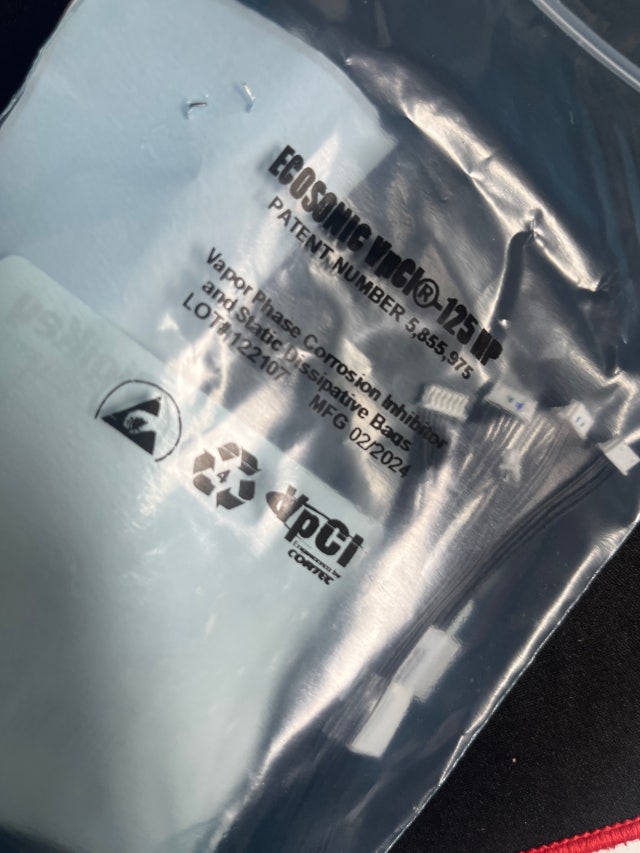 ECOSONIC VpCI®-125 HP
PATENT NUMBER 5,855,975
Vapor Phase Corrosion Inhibitor
and Static Dissipative Bags
LOT# 122107 MFG 02/2024
4
VpCI
CORTEC